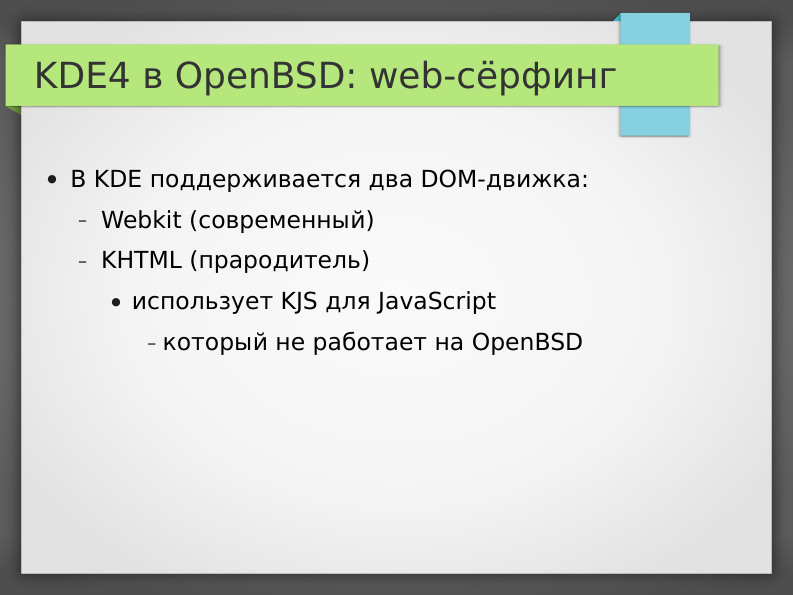 KDE4 в OpenBSD: web-сёрфинг
● В KDE поддерживается два DOM-движка:
– Webkit (современный)
– KHTML (прародитель)
● использует KJS для JavaScript
– который не работает на OpenBSD